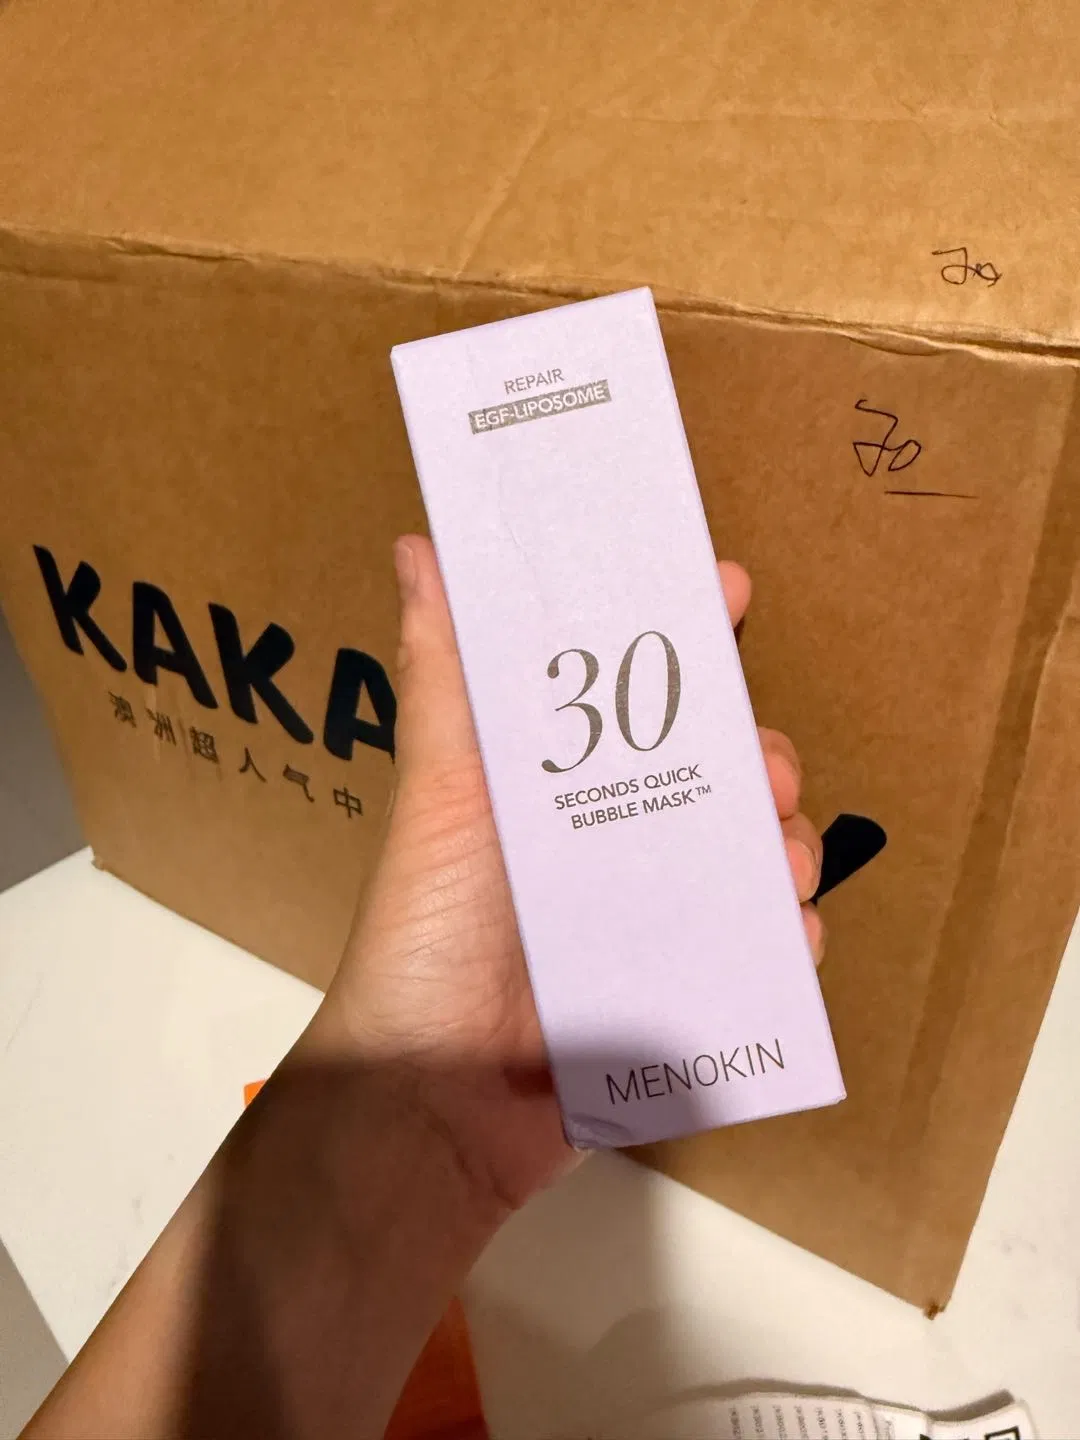 REPAIR
EGF-LIPOSOME
30
SECONDS QUICK
BUBBLE MASK™
MENOKIN
KAKA
澳洲超人气中